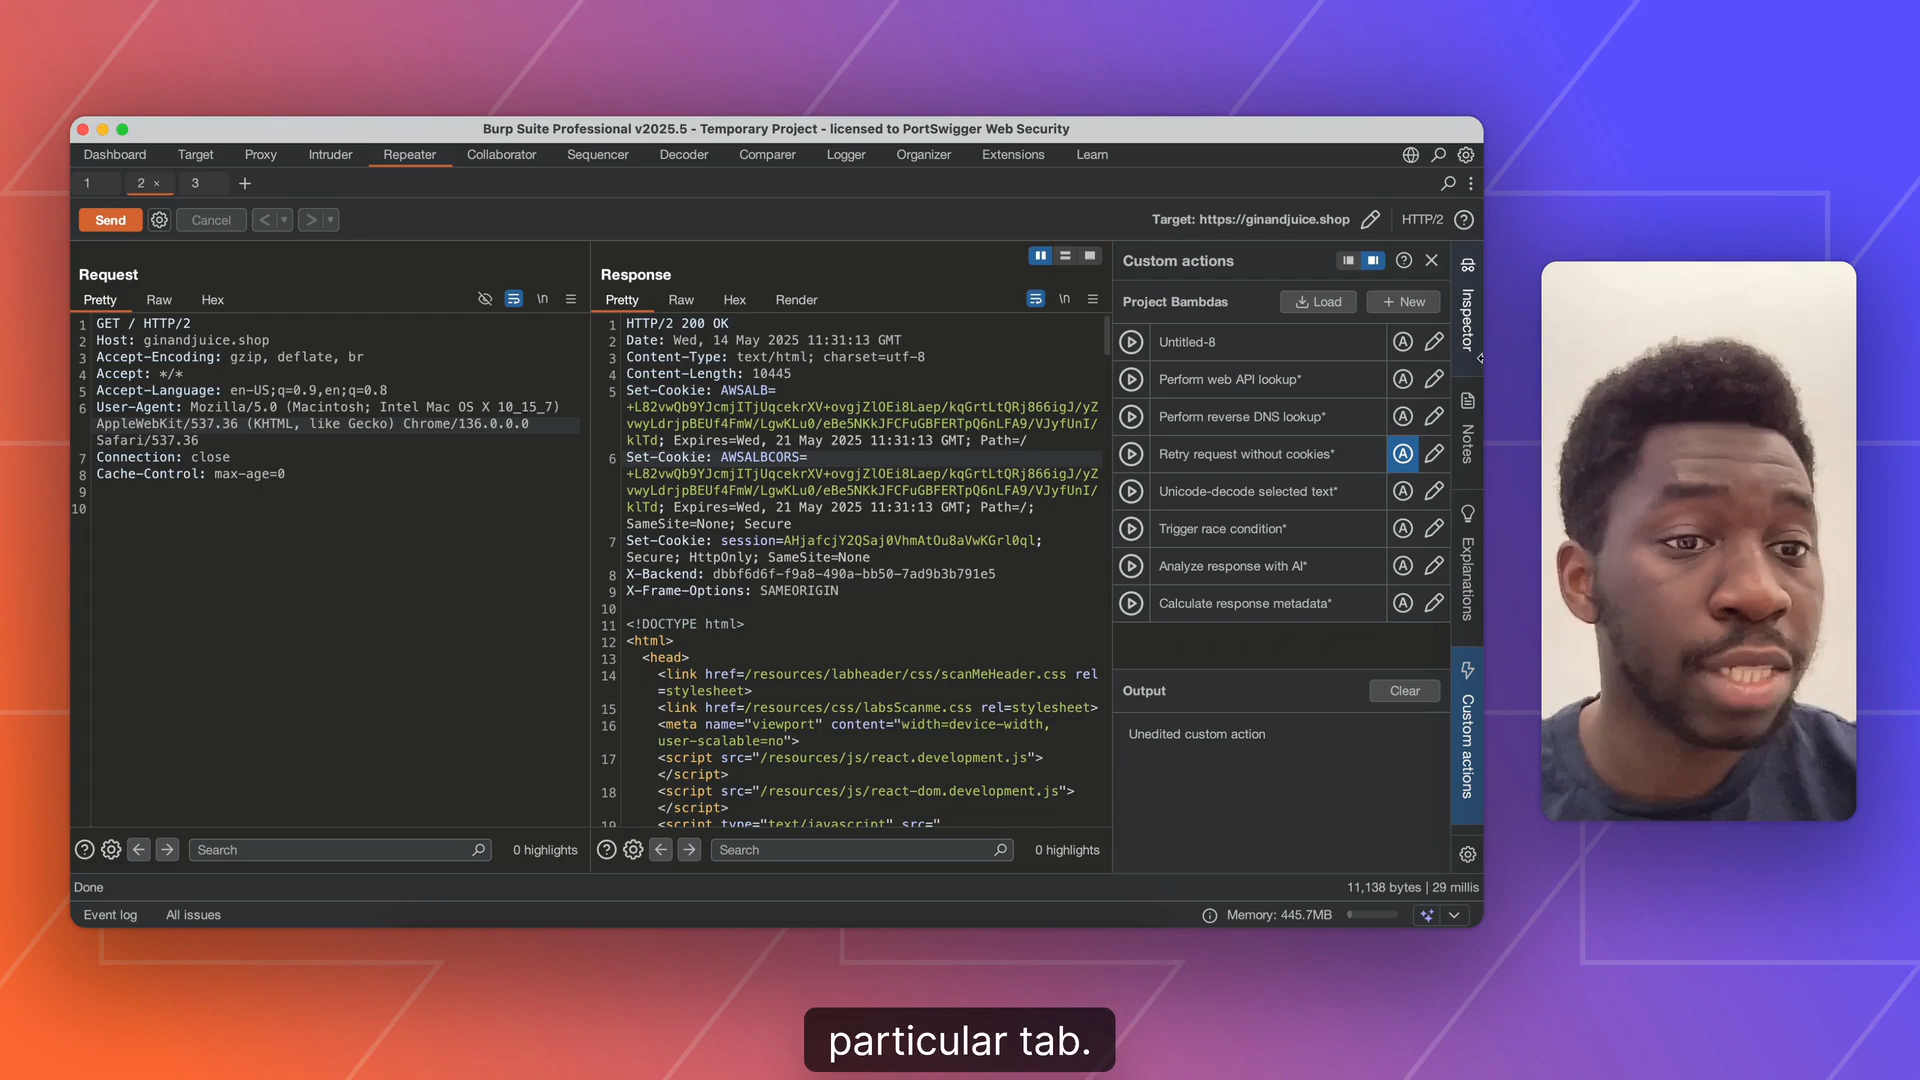 Burp Suite Professional v2025.5 - Temporary Project - licensed to PortSwigger Web Security
Dashboard Target Proxy Intruder Repeater Collaborator Sequencer Decoder Comparer Logger Organizer Extensions Learn
1 2 × 3 +
Send Cancel < > Target: https://ginandjuice.shop HTTP/2
Request
Pretty Raw Hex \n
1 GET / HTTP/2
2 Host: ginandjuice.shop
3 Accept-Encoding: gzip, deflate, br
4 Accept: */*
5 Accept-Language: en-US;q=0.9,en;q=0.8
6 User-Agent: Mozilla/5.0 (Macintosh; Intel Mac OS X 10_15_7)
AppleWebKit/537.36 (KHTML, like Gecko) Chrome/136.0.0.0
Safari/537.36
7 Connection: close
8 Cache-Control: max-age=0
9
10
Search 0 highlights
Response
Pretty Raw Hex Render \n
1 HTTP/2 200 OK
2 Date: Wed, 14 May 2025 11:31:13 GMT
3 Content-Type: text/html; charset=utf-8
4 Content-Length: 10445
5 Set-Cookie: AWSALB=
+L82vwQb9YJcmjITjUqcekrXV+ovgjZlOEi8Laep/kqGrtLtQRj866igJ/yZ
vwyLdrjpBEUf4FmW/LgwKLu0/eBe5NKkJFCFuGBFERTpQ6nLFA9/VJyfUnI/
klTd; Expires=Wed, 21 May 2025 11:31:13 GMT; Path=/
6 Set-Cookie: AWSALBCORS=
+L82vwQb9YJcmjITjUqcekrXV+ovgjZlOEi8Laep/kqGrtLtQRj866igJ/yZ
vwyLdrjpBEUf4FmW/LgwKLu0/eBe5NKkJFCFuGBFERTpQ6nLFA9/VJyfUnI/
klTd; Expires=Wed, 21 May 2025 11:31:13 GMT; Path=/;
SameSite=None; Secure
7 Set-Cookie: session=AHjafcjY2QSaj0VhmAtOu8aVwKGrl0ql;
Secure; HttpOnly; SameSite=None
8 X-Backend: dbbf6d6f-f9a8-490a-bb50-7ad9b3b791e5
9 X-Frame-Options: SAMEORIGIN
10
11 <!DOCTYPE html>
12 <html>
13 <head>
14 <link href=/resources/labheader/css/scanMeHeader.css rel
=stylesheet>
15 <link href=/resources/css/labsScanme.css rel=stylesheet>
16 <meta name="viewport" content="width=device-width,
user-scalable=no">
17 <script src="/resources/js/react.development.js">
</script>
18 <script src="/resources/js/react-dom.development.js">
</script>
19 <script type="text/javascript" src="
Search 0 highlights
Custom actions
Project Bambdas Load + New
Untitled-8 A
Perform web API lookup* A
Perform reverse DNS lookup* A
Retry request without cookies* A
Unicode-decode selected text* A
Trigger race condition* A
Analyze response with AI* A
Calculate response metadata* A
Output Clear
Unedited custom action
Inspector
Notes
Explanations
Custom actions
Done 11,138 bytes | 29 millis
Event log All issues Memory: 445.7MB
particular tab.